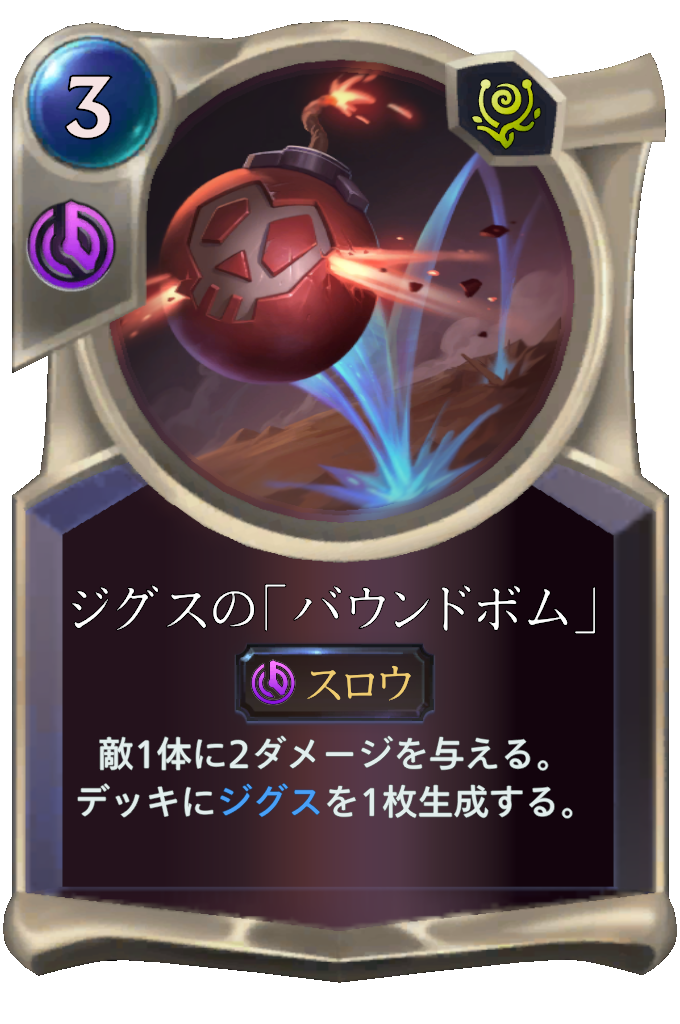 3
ジグスの「バウンドボム」
スロウ
敵1体に2ダメージを与える。
デッキにジグスを1枚生成する。